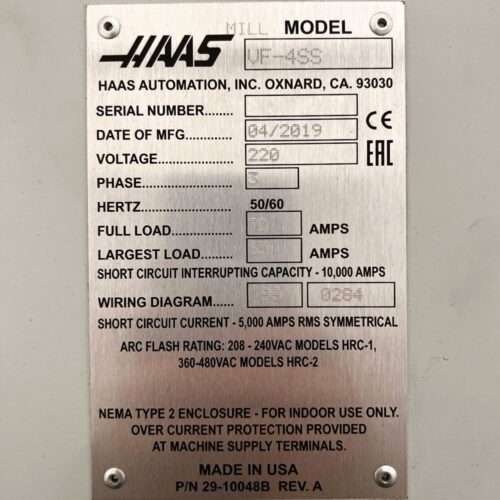 MILL MODEL
HAAS VF-4SS
HAAS AUTOMATION, INC. OXNARD, CA. 93030
SERIAL NUMBER........
DATE OF MFG............ 04/2019 CE
VOLTAGE................... 220 EAC
PHASE...................... 3
HERTZ....................... 50/60
FULL LOAD............... AMPS
LARGEST LOAD........ AMPS
SHORT CIRCUIT INTERRUPTING CAPACITY - 10,000 AMPS
WIRING DIAGRAM....... 0284
SHORT CIRCUIT CURRENT - 5,000 AMPS RMS SYMMETRICAL
ARC FLASH RATING: 208 - 240VAC MODELS HRC-1,
360-480VAC MODELS HRC-2
NEMA TYPE 2 ENCLOSURE - FOR INDOOR USE ONLY.
OVER CURRENT PROTECTION PROVIDED
AT MACHINE SUPPLY TERMINALS.
MADE IN USA
P/N 29-10048B REV. A